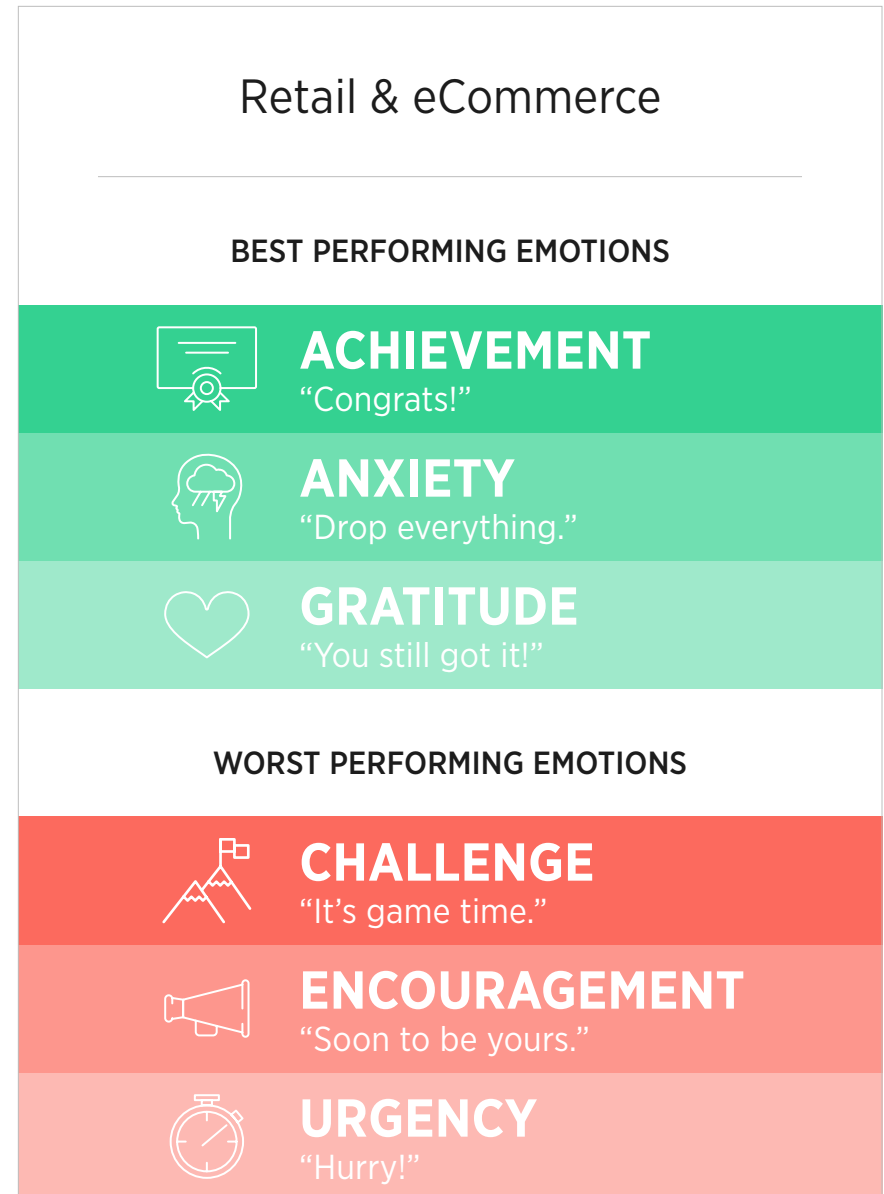 Retail & eCommerce
BEST PERFORMING EMOTIONS
ACHIEVEMENT
“Congrats!”
ANXIETY
“Drop everything.”
GRATITUDE
“You still got it!”
WORST PERFORMING EMOTIONS
CHALLENGE
“It’s game time.”
ENCOURAGEMENT
“Soon to be yours.”
URGENCY
“Hurry!”